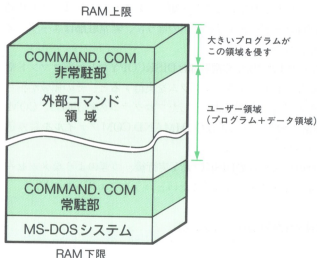 RAM上限
COMMAND. COM
非常駐部
大きいプログラムが
この領域を侵す
外部コマンド
領 域
ユーザー領域
(プログラム+データ領域)
COMMAND. COM
常駐部
MS-DOSシステム
RAM下限